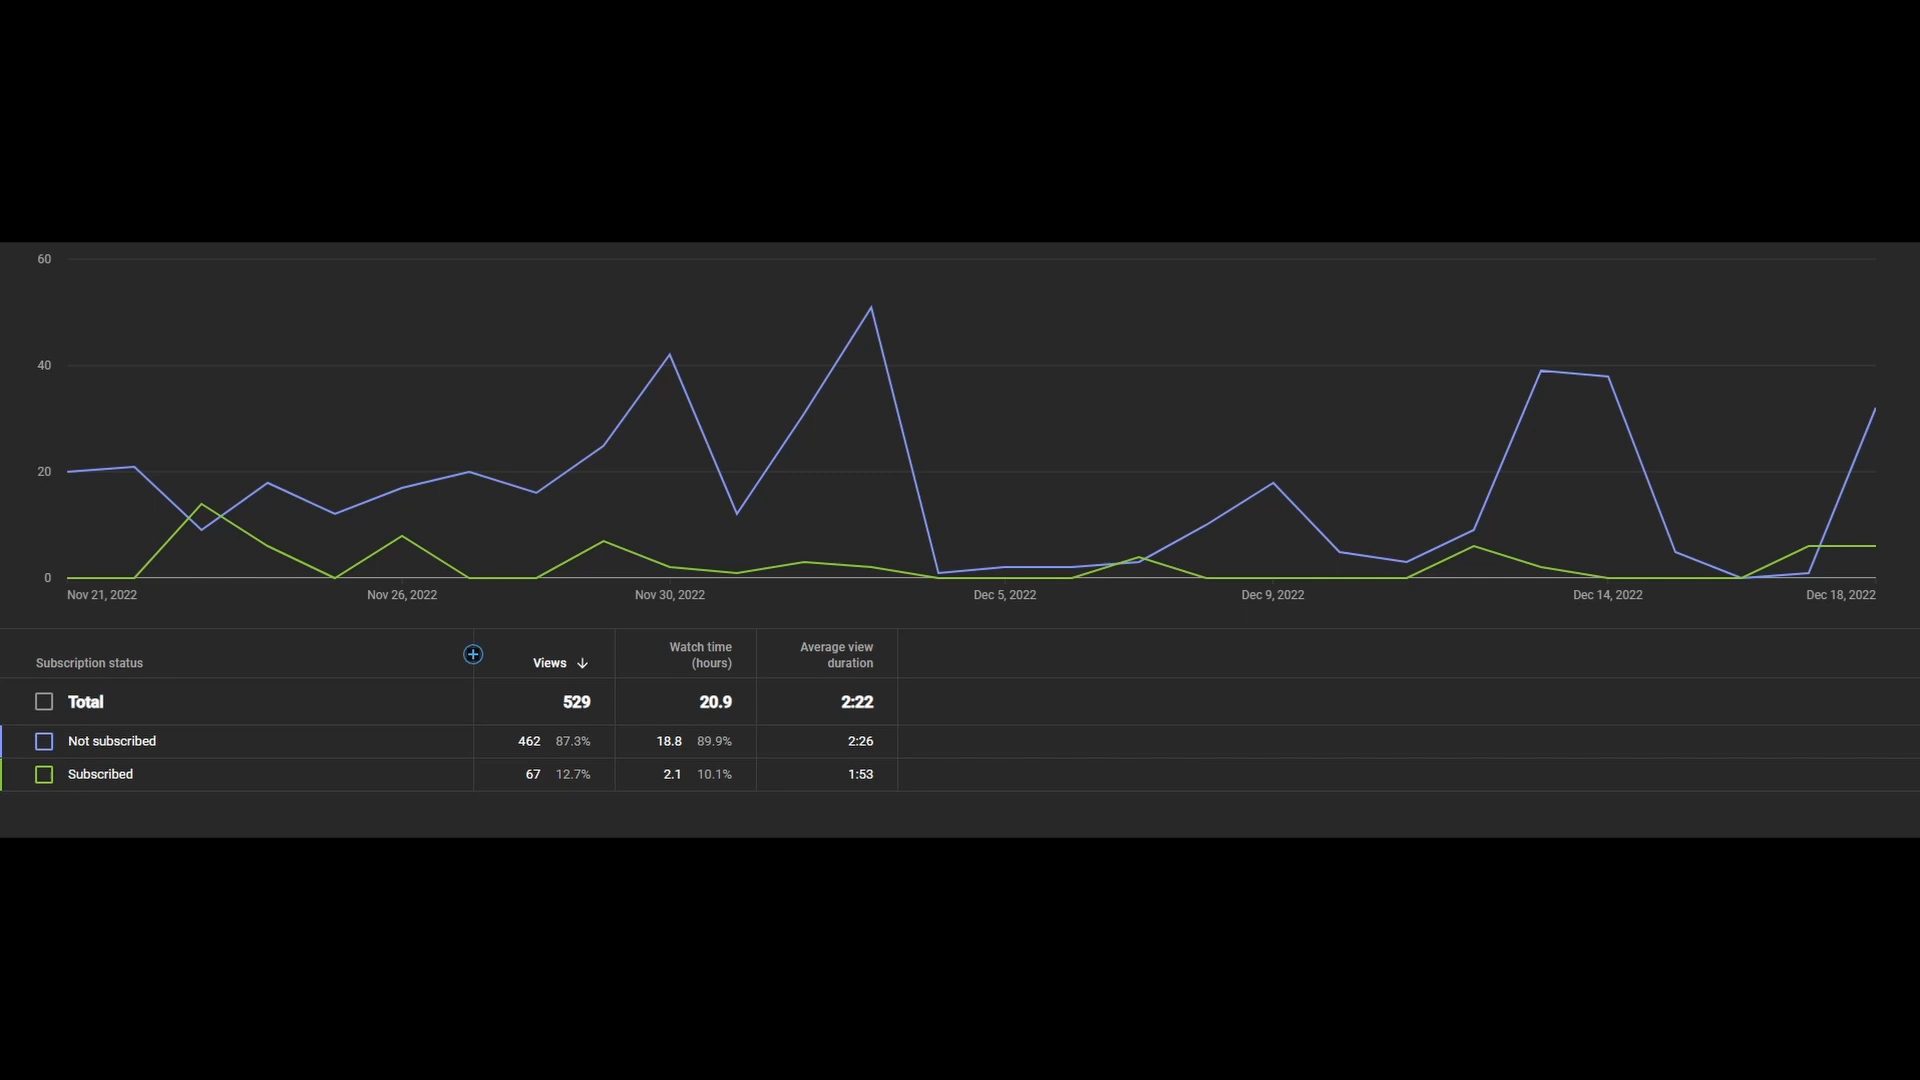 60
40
20
0
Nov 21, 2022 Nov 26, 2022 Nov 30, 2022 Dec 5, 2022 Dec 9, 2022 Dec 14, 2022 Dec 18, 2022
Subscription status Views Watch time (hours) Average view duration
Total 529 20.9 2:22
Not subscribed 462 87.3% 18.8 89.9% 2:26
Subscribed 67 12.7% 2.1 10.1% 1:53